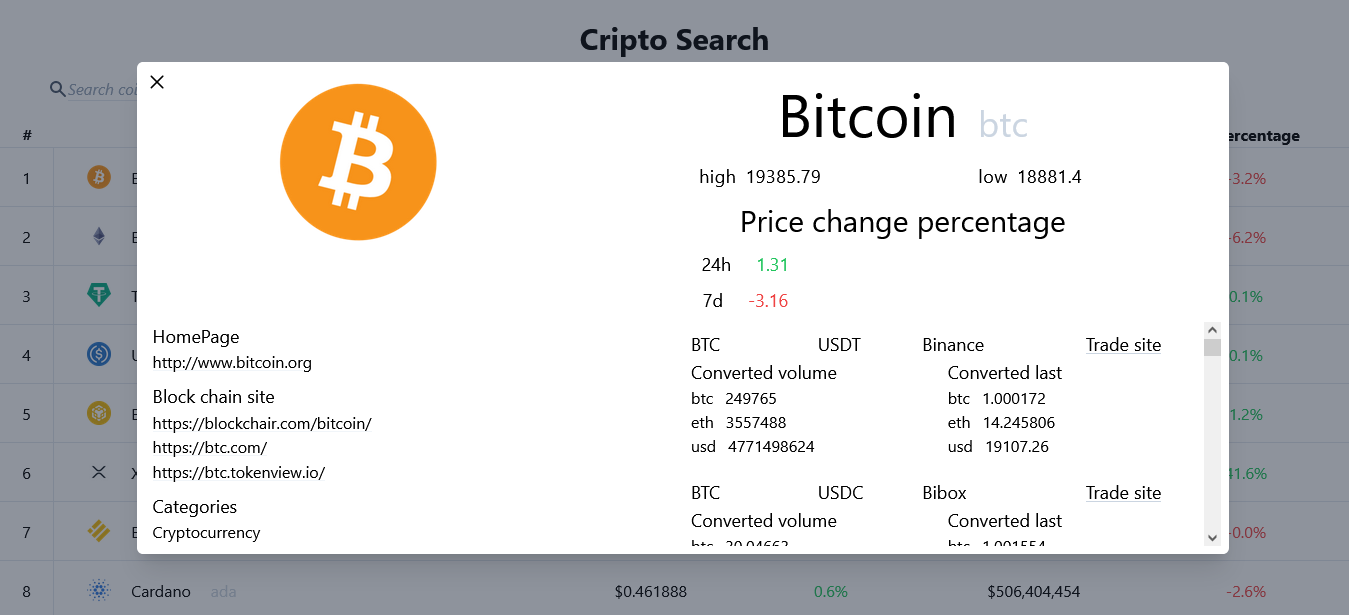 Cripto Search
Search
#
ercentage
1
-3.2%
2
-6.2%
3
0.1%
4
0.1%
5
1.2%
6
41.6%
7
-0.0%
8 Cardano ada $0.461888 0.6% $506,404,454 -2.6%
Bitcoin btc
high 19385.79 low 18881.4
Price change percentage
24h 1.31
7d -3.16
HomePage
http://www.bitcoin.org
Block chain site
https://blockchair.com/bitcoin/
https://btc.com/
https://btc.tokenview.io/
Categories
Cryptocurrency
BTC USDT Binance Trade site
Converted volume Converted last
btc 249765 btc 1.000172
eth 3557488 eth 14.245806
usd 4771498624 usd 19107.26
BTC USDC Bibox Trade site
Converted volume Converted last
btc 30.04663 btc 1.001554